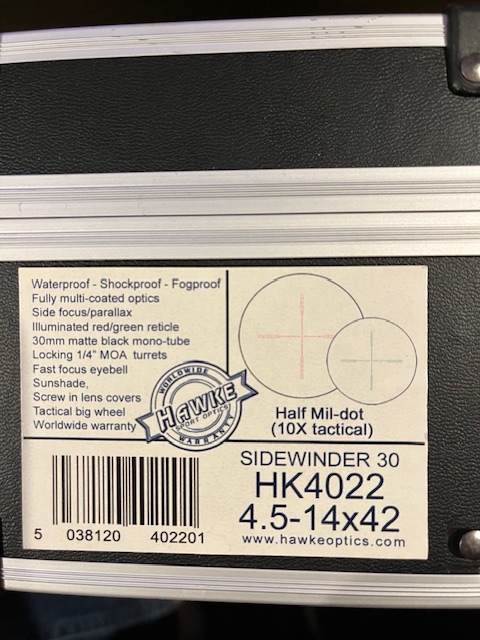 Waterproof - Shockproof - Fogproof
Fully multi-coated optics
Side focus/parallax
Illuminated red/green reticle
30mm matte black mono-tube
Locking 1/4" MOA turrets
Fast focus eyebell
Sunshade,
Screw in lens covers
Tactical big wheel
Worldwide warranty
WORLDWIDE
HAWKE
SPORT OPTICS
WARRANTY
Half Mil-dot
(10X tactical)
SIDEWINDER 30
HK4022
4.5-14x42
www.hawkeoptics.com
5 038120 402201